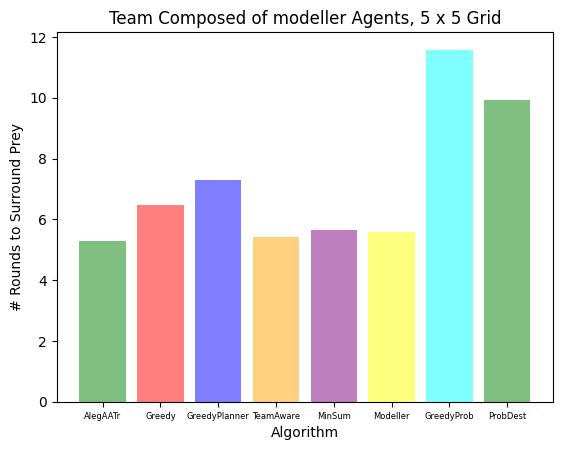 Team Composed of modeller Agents, 5 x 5 Grid
# Rounds to Surround Prey
12
10
8
6
4
2
0
AlegAATr Greedy GreedyPlanner TeamAware MinSum Modeller GreedyProb ProbDest
Algorithm